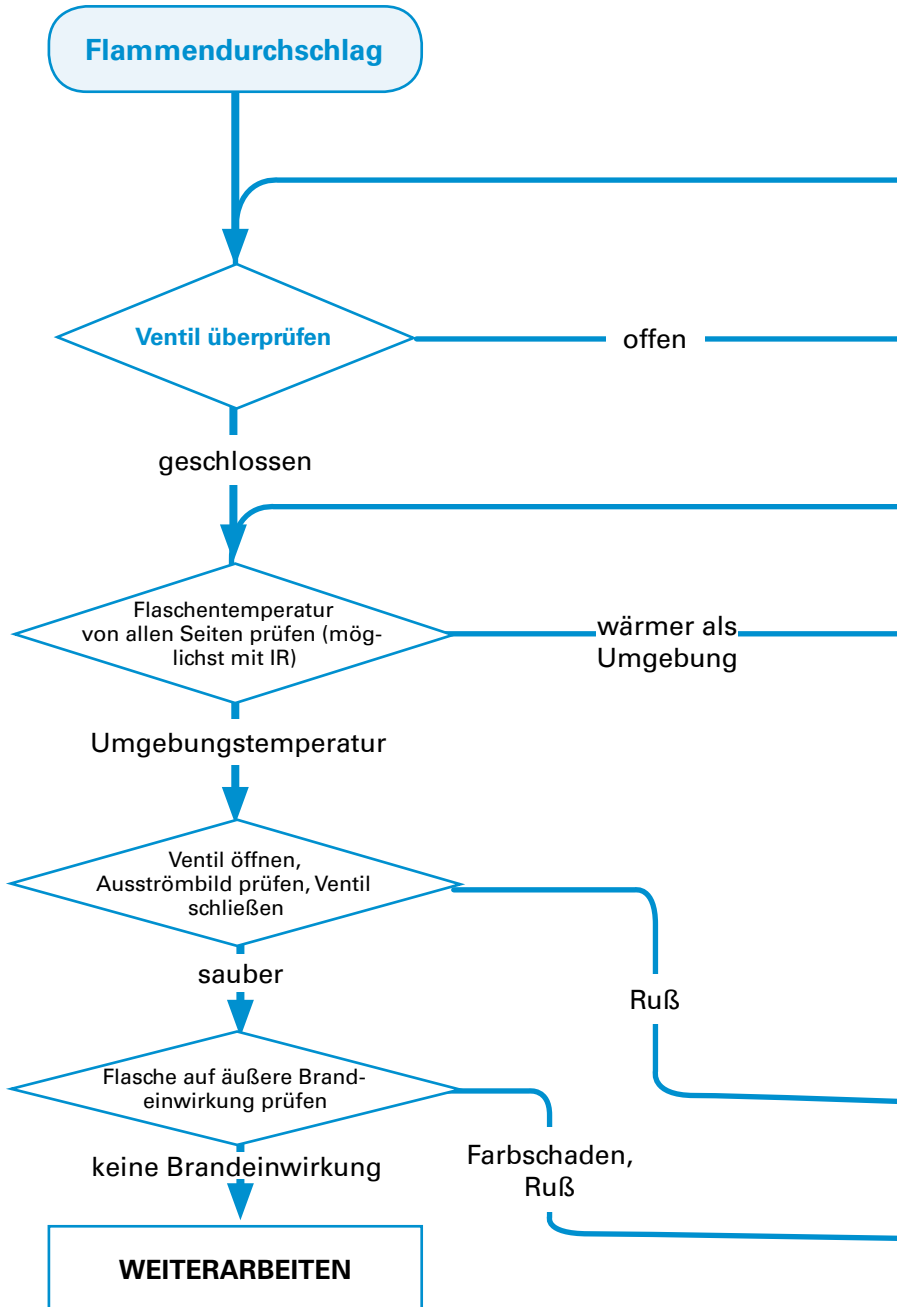 Flammendurchschlag
Ventil überprüfen
offen
geschlossen
Flaschentemperatur
von allen Seiten prüfen (mög-
lichst mit IR)
wärmer als
Umgebung
Umgebungstemperatur
Ventil öffnen,
Ausströmbild prüfen, Ventil
schließen
sauber
Ruß
Flasche auf äußere Brand-
einwirkung prüfen
keine Brandeinwirkung
Farbschaden,
Ruß
WEITERARBEITEN